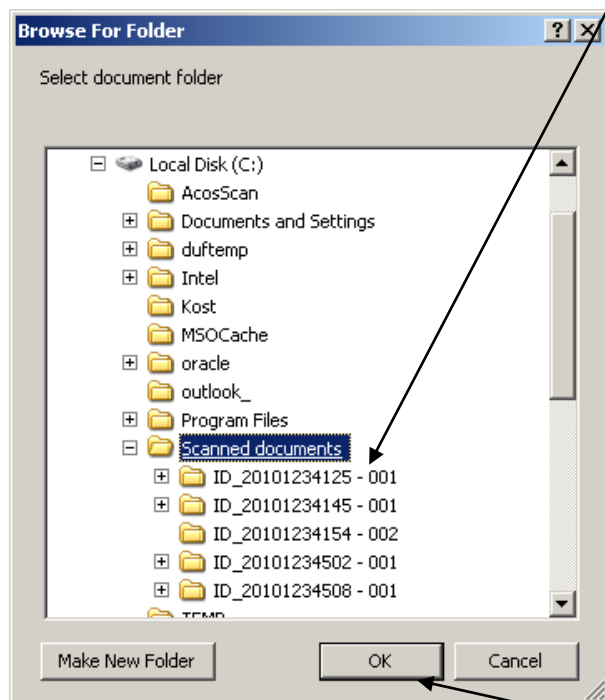 Browse For Folder
Select document folder
Local Disk (C:)
AcosScan
Documents and Settings
duftemp
Intel
Kost
MSOCache
oracle
outlook_
Program Files
Scanned documents
ID_20101234125 - 001
ID_20101234145 - 001
ID_20101234154 - 002
ID_20101234502 - 001
ID_20101234508 - 001
TEMP
Make New Folder OK Cancel